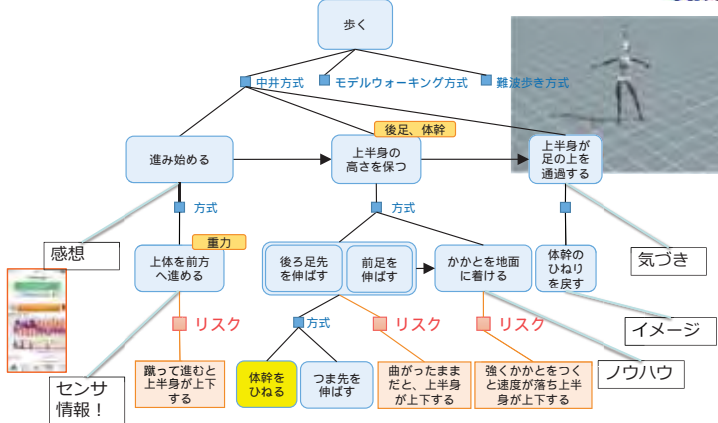 歩く
中井方式
モデルウォーキング方式
難波歩き方式
後足、体幹
進み始める
上半身の
高さを保つ
上半身が
足の上を
通過する
方式
方式
感想
重力
上体を前方
へ進める
後ろ足先
を伸ばす
前足を
伸ばす
かかとを地面
に着ける
体幹の
ひねり
を戻す
気づき
リスク
方式
リスク
リスク
イメージ
センサ
情報！
蹴って進むと
上半身が上下
する
体幹を
ひねる
つま先を
伸ばす
曲がったまま
だと、上半身
が上下する
強くかかとをつく
と速度が落ち上半
身が上下する
ノウハウ